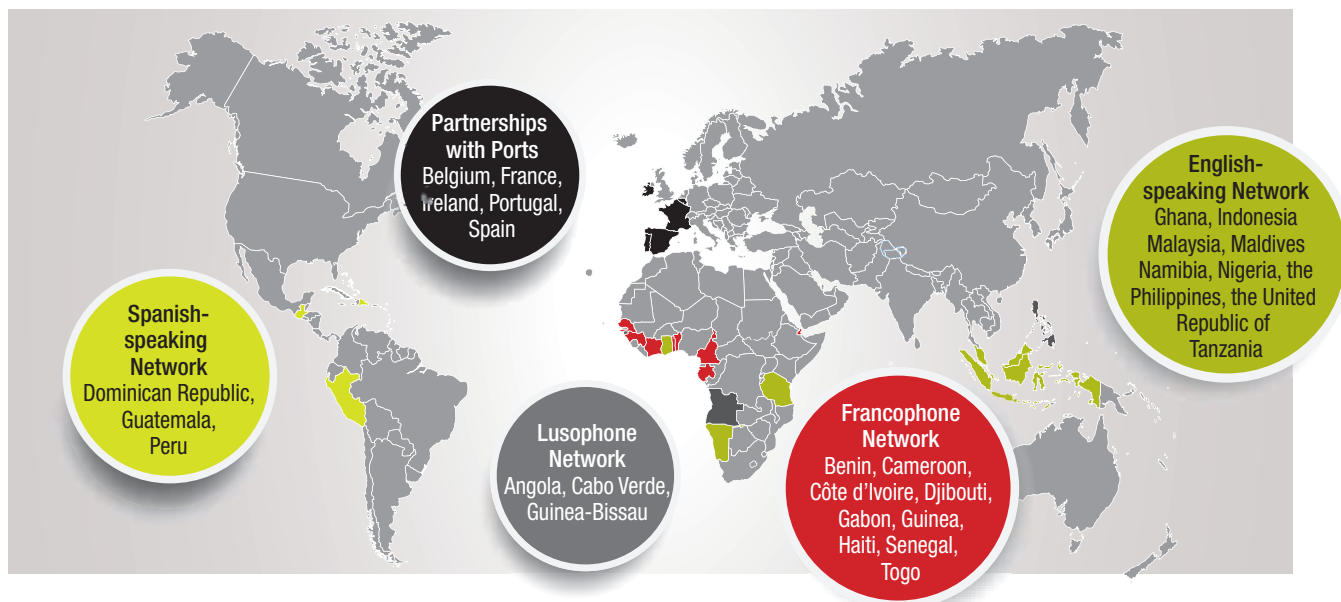 Partnerships
with Ports
Belgium, France,
Ireland, Portugal,
Spain
English-
speaking Network
Ghana, Indonesia
Malaysia, Maldives
Namibia, Nigeria, the
Philippines, the United
Republic of
Tanzania
Spanish-
speaking
Network
Dominican Republic,
Guatemala,
Peru
Lusophone
Network
Angola, Cabo Verde,
Guinea-Bissau
Francophone
Network
Benin, Cameroon,
Côte d’Ivoire, Djibouti,
Gabon, Guinea,
Haiti, Senegal,
Togo